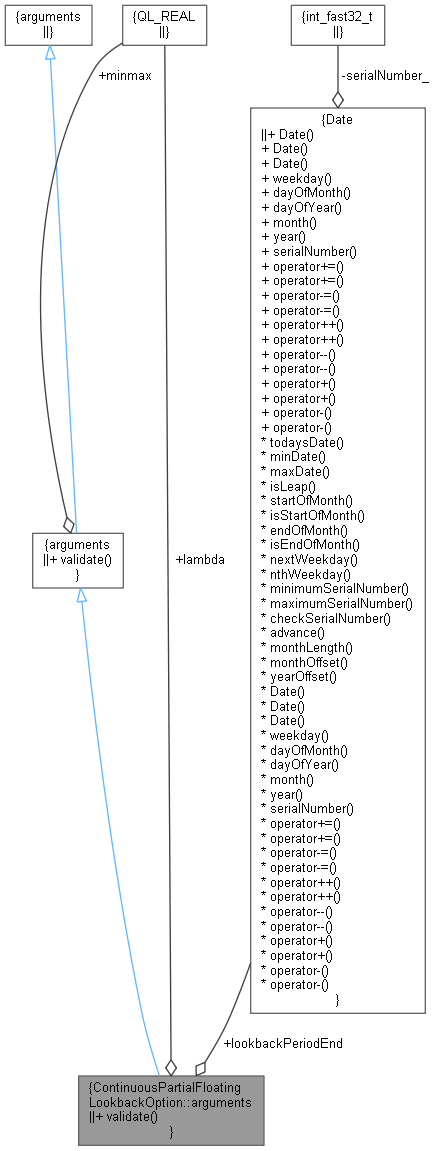 {arguments
||}
{QL_REAL
||}
{int_fast32_t
||}
+minmax
-serialNumber_
{Date
||+ Date()
+ Date()
+ Date()
+ weekday()
+ dayOfMonth()
+ dayOfYear()
+ month()
+ year()
+ serialNumber()
+ operator+=()
+ operator+=()
+ operator-=()
+ operator-=()
+ operator++()
+ operator++()
+ operator--()
+ operator--()
+ operator+()
+ operator+()
+ operator-()
+ operator-()
* todaysDate()
* minDate()
* maxDate()
* isLeap()
* startOfMonth()
* isStartOfMonth()
* endOfMonth()
* isEndOfMonth()
* nextWeekday()
* nthWeekday()
* minimumSerialNumber()
* maximumSerialNumber()
* checkSerialNumber()
* advance()
* monthLength()
* monthOffset()
* yearOffset()
* Date()
* Date()
* Date()
* weekday()
* dayOfMonth()
* dayOfYear()
* month()
* year()
* serialNumber()
* operator+=()
* operator+=()
* operator-=()
* operator-=()
* operator++()
* operator++()
* operator--()
* operator--()
* operator+()
* operator+()
* operator-()
* operator-()
}
{arguments
||+ validate()
}
+lambda
+lookbackPeriodEnd
{ContinuousPartialFloating
LookbackOption::arguments
||+ validate()
}